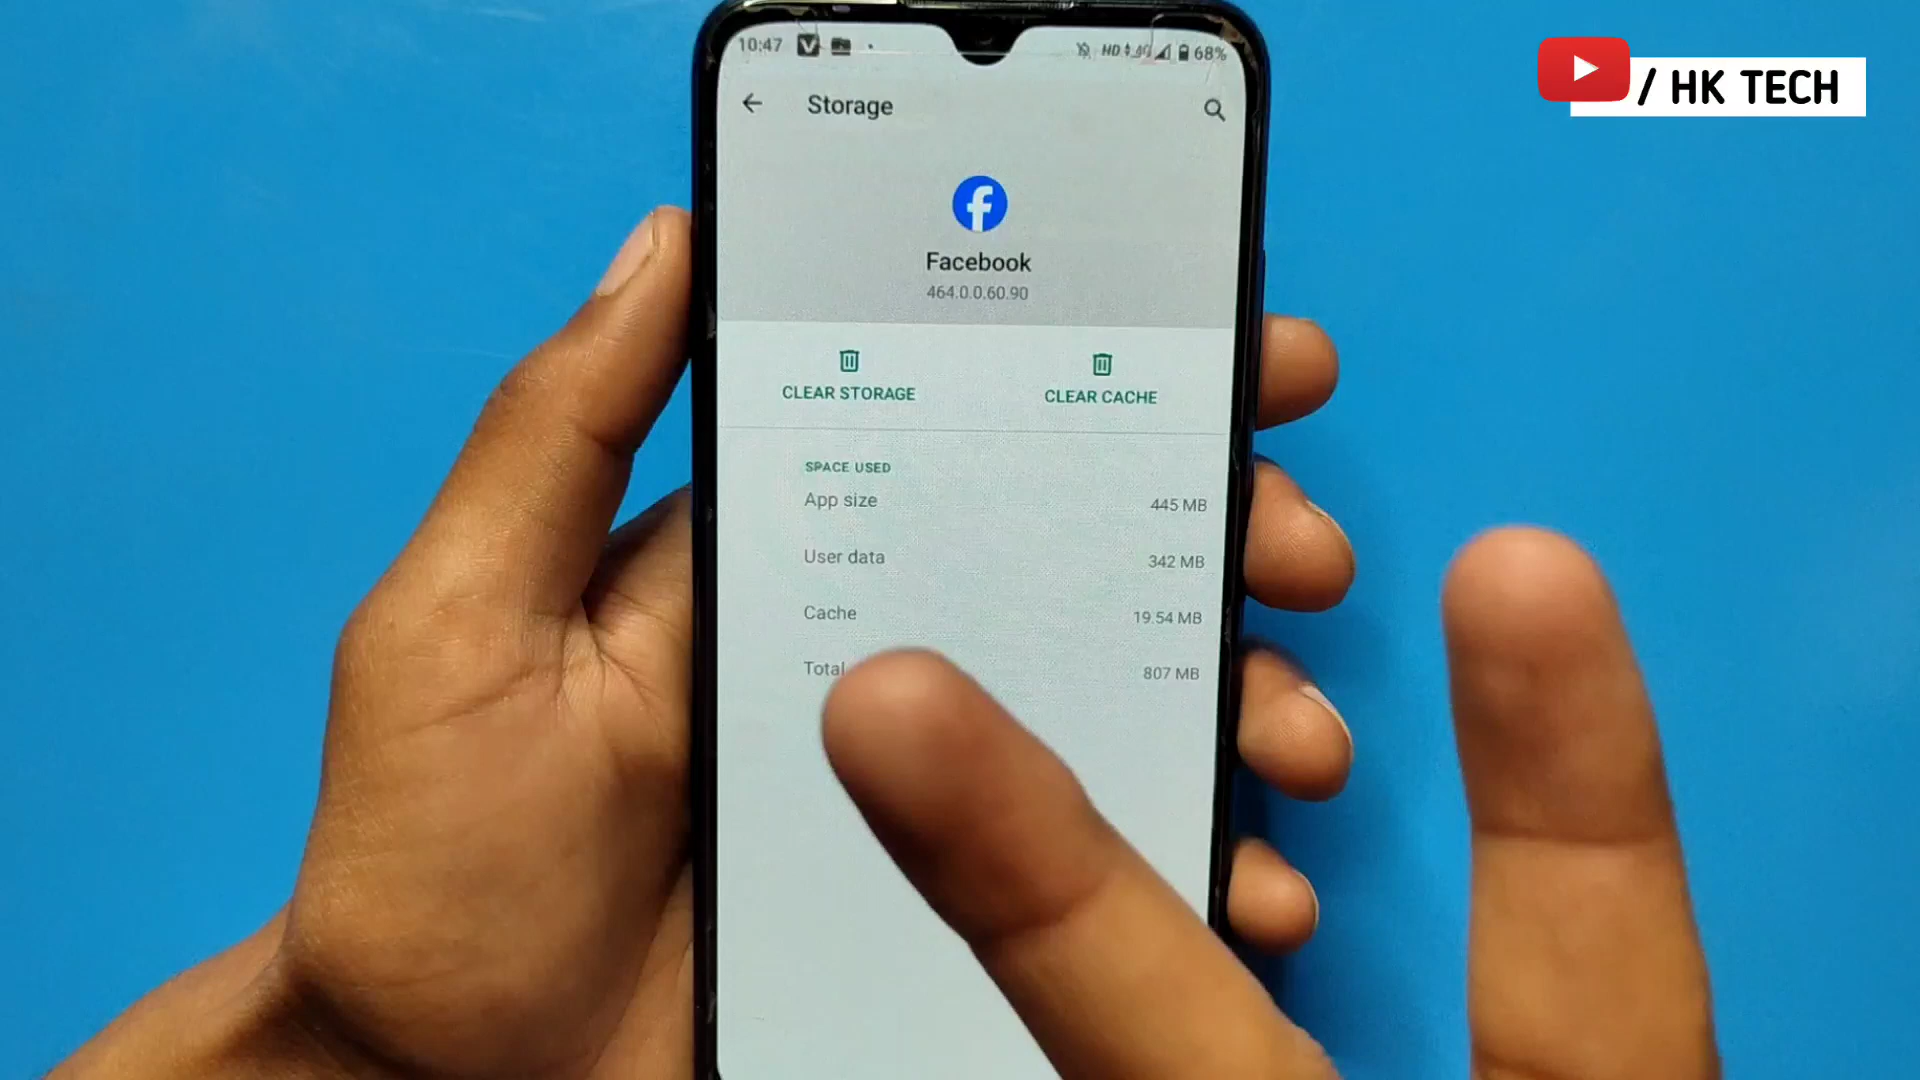 / HK TECH
10:47 HD 4G 68%
Storage
Facebook
464.0.0.60.90
CLEAR STORAGE CLEAR CACHE
SPACE USED
App size 445 MB
User data 342 MB
Cache 19.54 MB
Total 807 MB